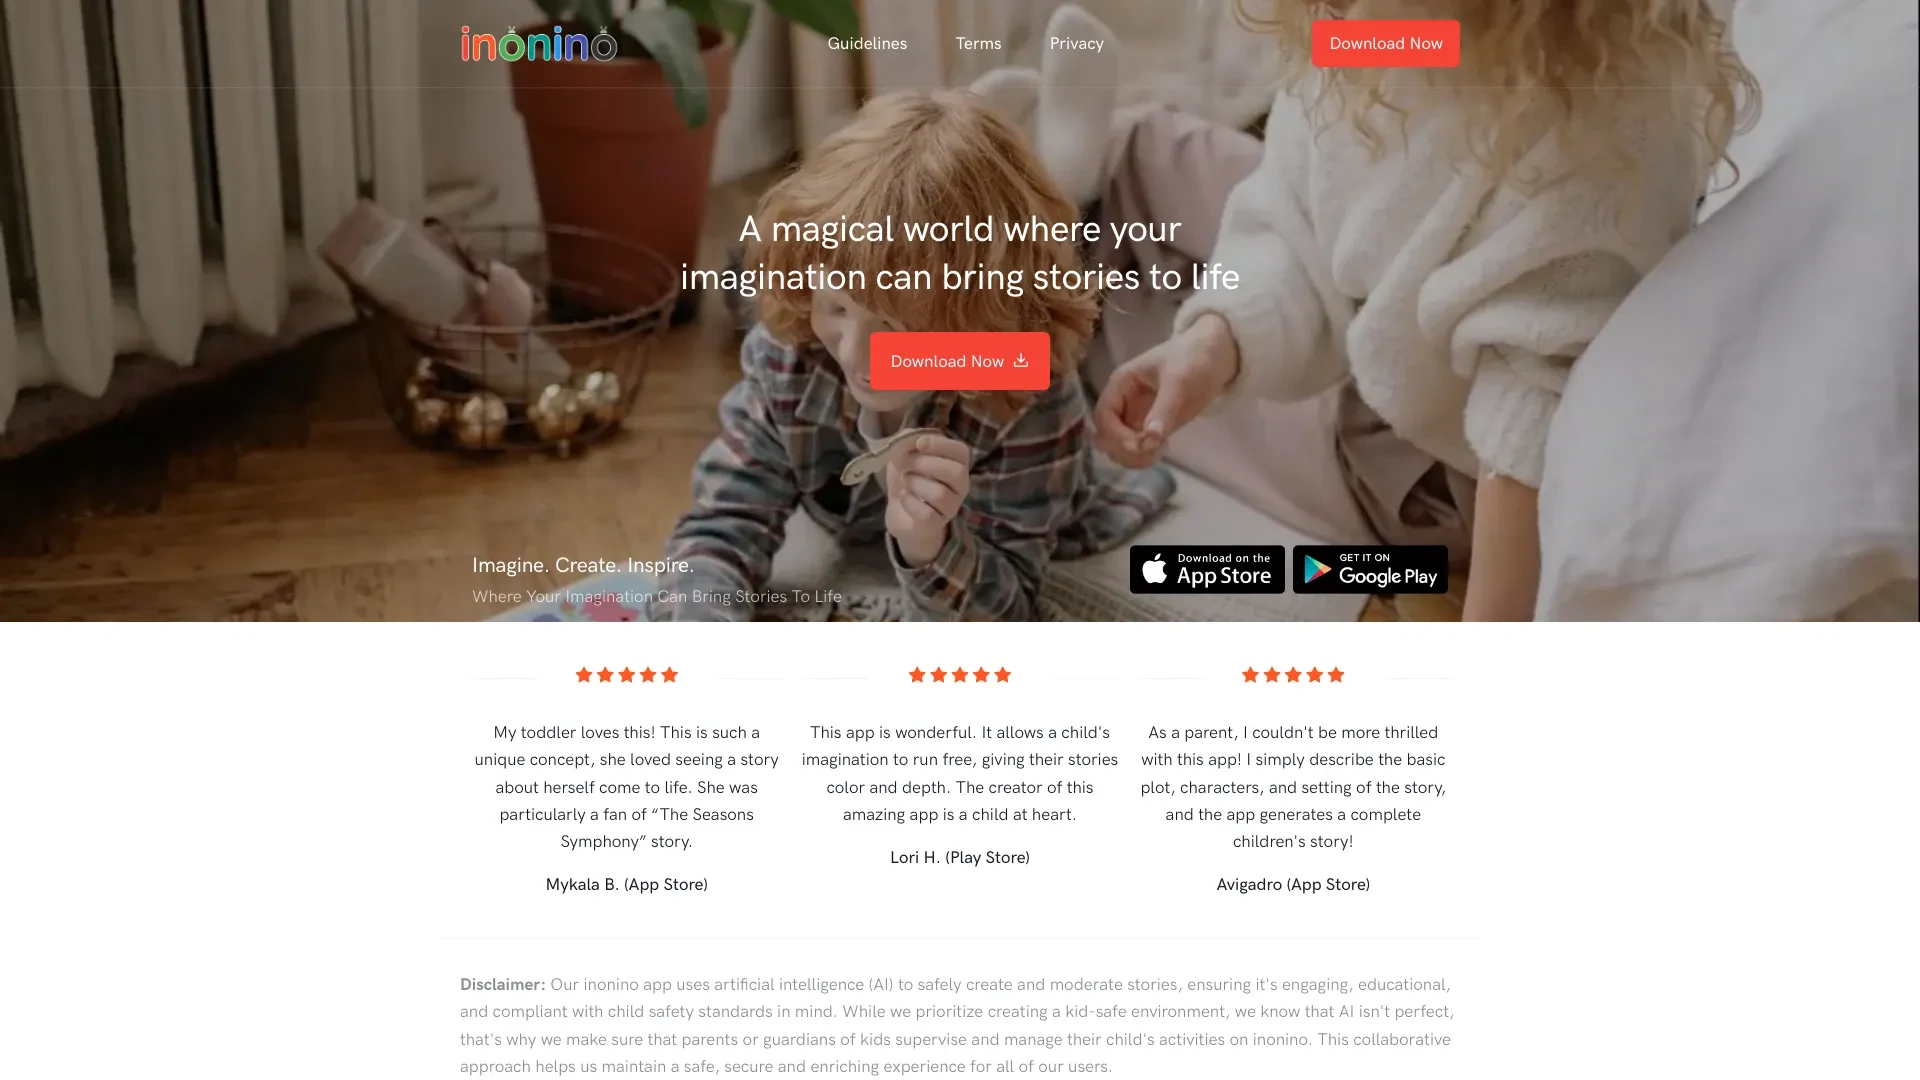 inonino
Guidelines
Terms
Privacy
Download Now
A magical world where your
imagination can bring stories to life
Download Now
Imagine. Create. Inspire.
Where Your Imagination Can Bring Stories To Life
Download on the
App Store
GET IT ON
Google Play
My toddler loves this! This is such a
unique concept, she loved seeing a story
about herself come to life. She was
particularly a fan of “The Seasons
Symphony” story.
Mykala B. (App Store)
This app is wonderful. It allows a child's
imagination to run free, giving their stories
color and depth. The creator of this
amazing app is a child at heart.
Lori H. (Play Store)
As a parent, I couldn't be more thrilled
with this app! I simply describe the basic
plot, characters, and setting of the story,
and the app generates a complete
children's story!
Avigadro (App Store)
Disclaimer: Our inonino app uses artificial intelligence (AI) to safely create and moderate stories, ensuring it's engaging, educational,
and compliant with child safety standards in mind. While we prioritize creating a kid-safe environment, we know that AI isn't perfect,
that's why we make sure that parents or guardians of kids supervise and manage their child's activities on inonino. This collaborative
approach helps us maintain a safe, secure and enriching experience for all of our users.